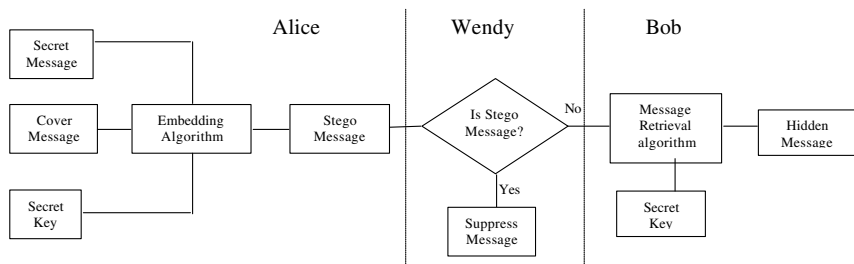 Alice
Wendy
Bob
Secret
Message
Cover
Message
Secret
Key
Embedding
Algorithm
Stego
Message
Is Stego
Message?
No
Yes
Suppress
Message
Message
Retrieval
algorithm
Secret
Key
Hidden
Message